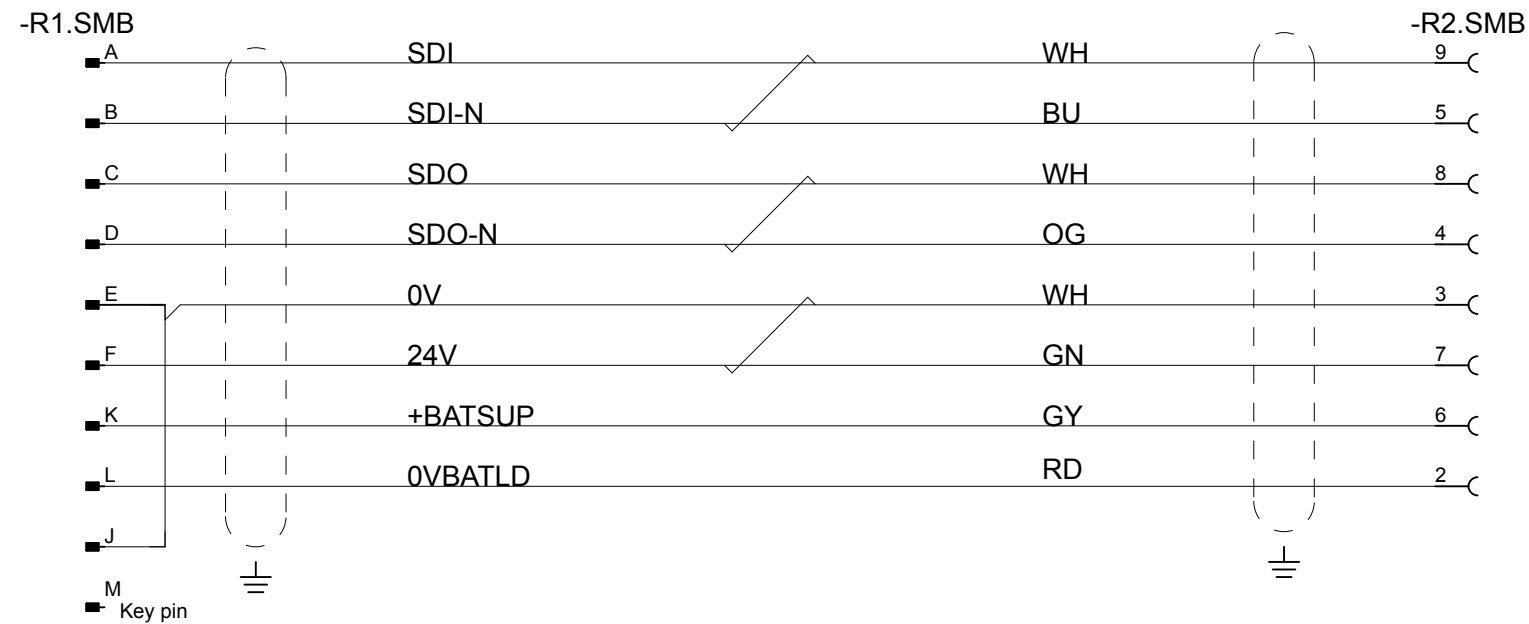 -R1.SMB -R2.SMB
A SDI WH 9
B SDI-N BU 5
C SDO WH 8
D SDO-N OG 4
E 0V WH 3
F 24V GN 7
K +BATSUP GY 6
L 0VBATLD RD 2
J
M
Key pin